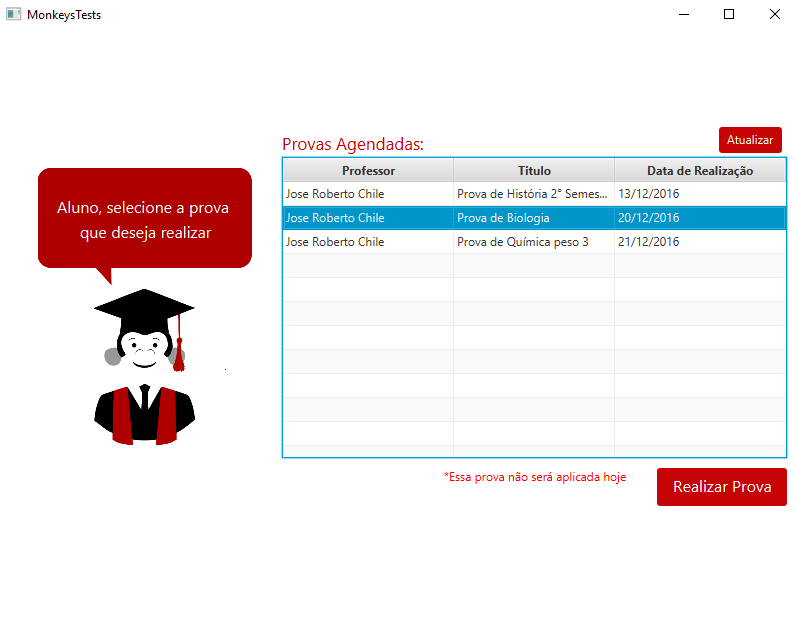 MonkeysTests
Aluno, selecione a prova
que deseja realizar
Provas Agendadas:
Atualizar
Professor Titulo Data de Realização
Jose Roberto Chile Prova de História 2° Semes... 13/12/2016
Jose Roberto Chile Prova de Biologia 20/12/2016
Jose Roberto Chile Prova de Química peso 3 21/12/2016
*Essa prova não será aplicada hoje
Realizar Prova